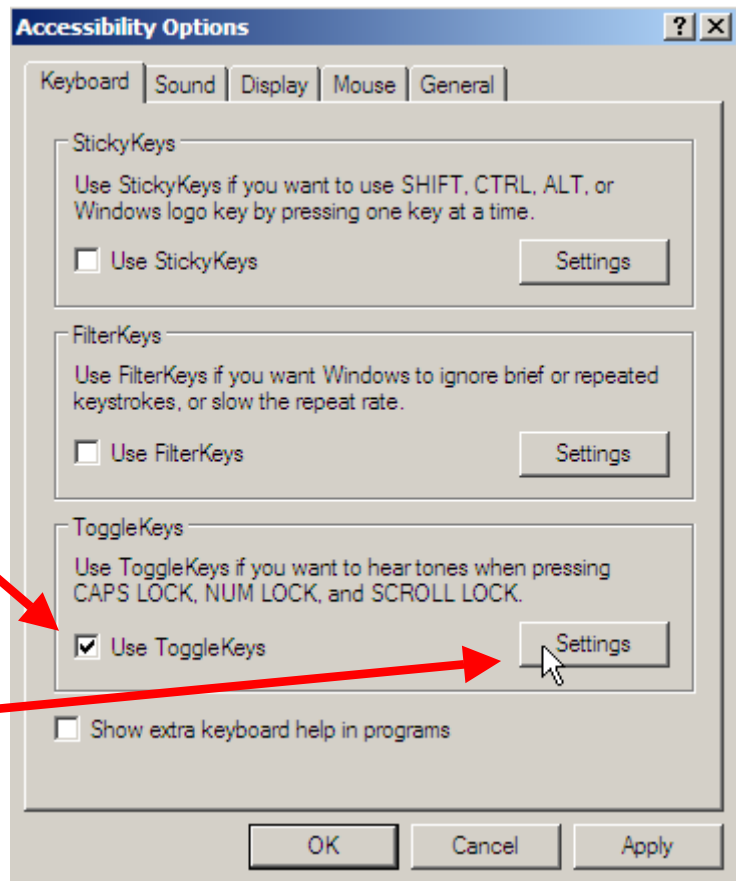 Accessibility Options
Keyboard Sound Display Mouse General
StickyKeys
Use StickyKeys if you want to use SHIFT, CTRL, ALT, or
Windows logo key by pressing one key at a time.
Use StickyKeys Settings
FilterKeys
Use FilterKeys if you want Windows to ignore brief or repeated
keystrokes, or slow the repeat rate.
Use FilterKeys Settings
ToggleKeys
Use ToggleKeys if you want to hear tones when pressing
CAPS LOCK, NUM LOCK, and SCROLL LOCK.
Use ToggleKeys Settings
Show extra keyboard help in programs
OK Cancel Apply